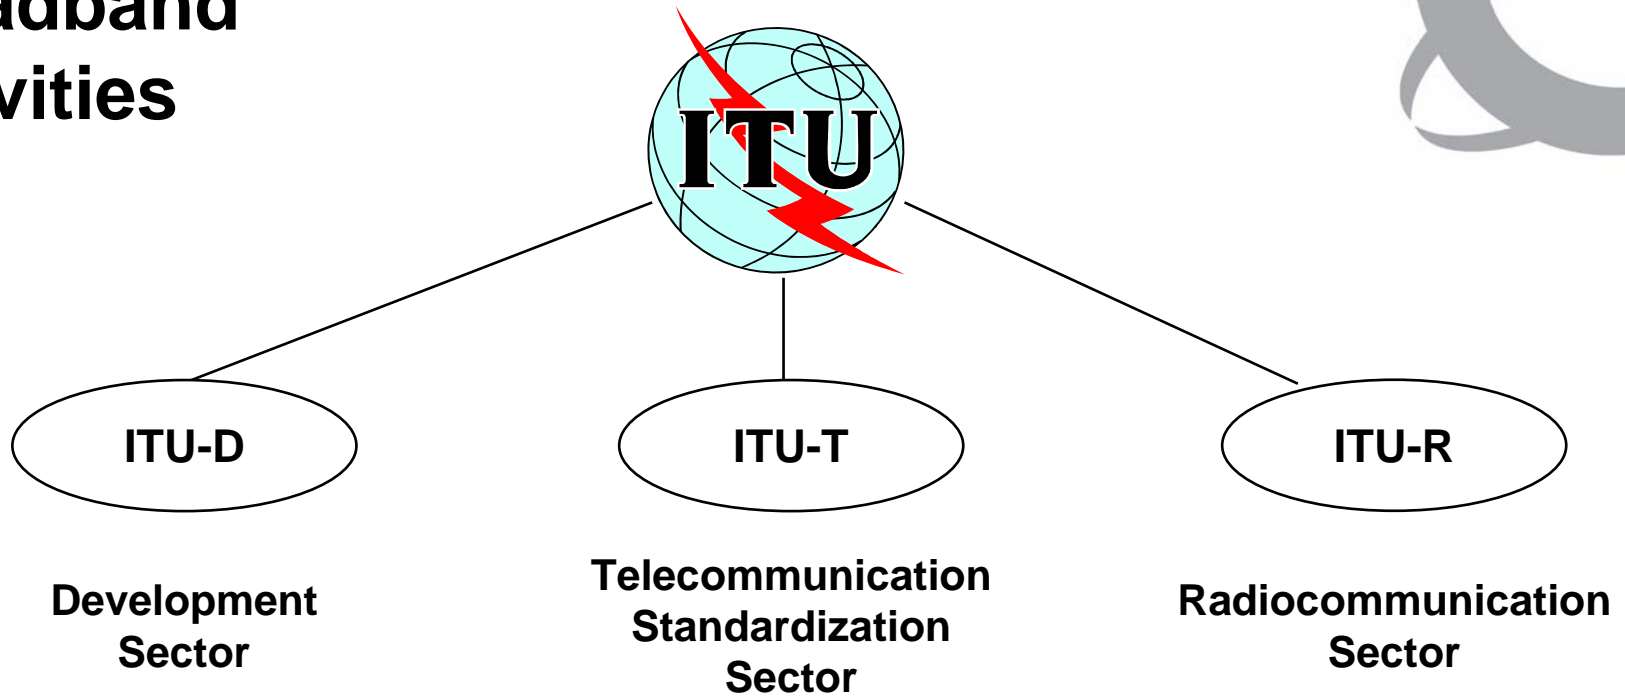 adband
vities
ITU
ITU-D
ITU-T
ITU-R
Development
Sector
Telecommunication
Standardization
Sector
Radiocommunication
Sector